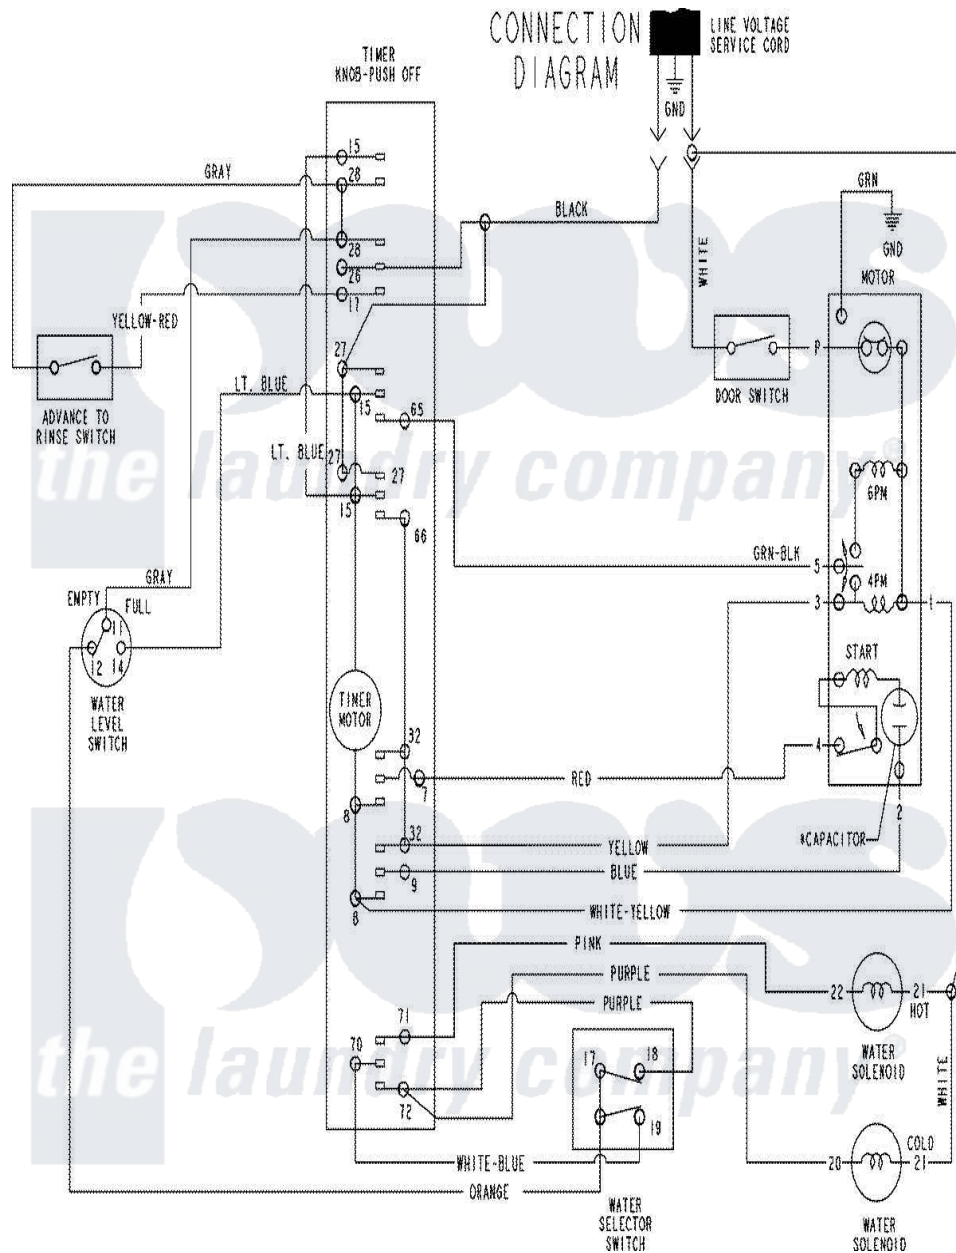 CONNECTION
DIAGRAM
LINE VOLTAGE
SERVICE CORD
GND
TIMER
KNOB-PUSH OFF
15
GRAY
28
28
26
17
BLACK
WHITE
GRN
GND
MOTOR
YELLOW-RED
ADVANCE TO
RINSE SWITCH
27
LT. BLUE
15
65
P
DOOR SWITCH
LT. BLUE
27
27
15
66
6PM
the laundry company®
GRN-BLK
5
4PM
3
1
GRAY
EMPTY
FULL
11
12
14
WATER
LEVEL
SWITCH
START
TIMER
MOTOR
32
7
RED
4
2
8
32
YELLOW
*CAPACITOR
BLUE
9
8
WHITE-YELLOW
PINK
PURPLE
PURPLE
22
21
HOT
WATER
SOLENOID
71
70
72
17
18
19
the laundry company®
WHITE
WHITE-BLUE
ORANGE
WATER
SELECTOR
SWITCH
20
COLD
21
WATER
SOLENOID